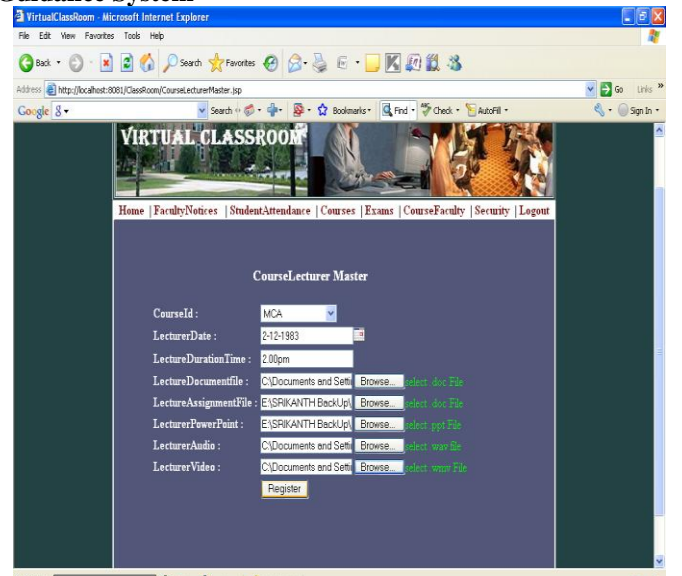 Guidance System
VirtualClassRoom - Microsoft Internet Explorer
File Edit View Favorites Tools Help
Back Search Favorites
Address http://localhost:8081/ClassRoom/CourseLecturerMaster.jsp Go Links »
Google Search Bookmarks Find Check AutoFill Sign In
VIRTUAL CLASSROOM
Home |FacultyNotices |StudentAttendance |Courses |Exams |CourseFaculty |Security |Logout
CourseLecturer Master
CourseId : MCA
LecturerDate : 2-12-1983
LectureDurationTime : 2.00pm
LectureDocumentfile : C:\Documents and Setti Browse... select .doc File
LectureAssignmentFile : E:\SRIKANTH BackUp\ Browse... select .doc File
LecturerPowerPoint : E:\SRIKANTH BackUp\ Browse... select .ppt File
LecturerAudio : C:\Documents and Setti Browse... select .wav file
LecturerVideo : C:\Documents and Setti Browse... select .wmv File
Register